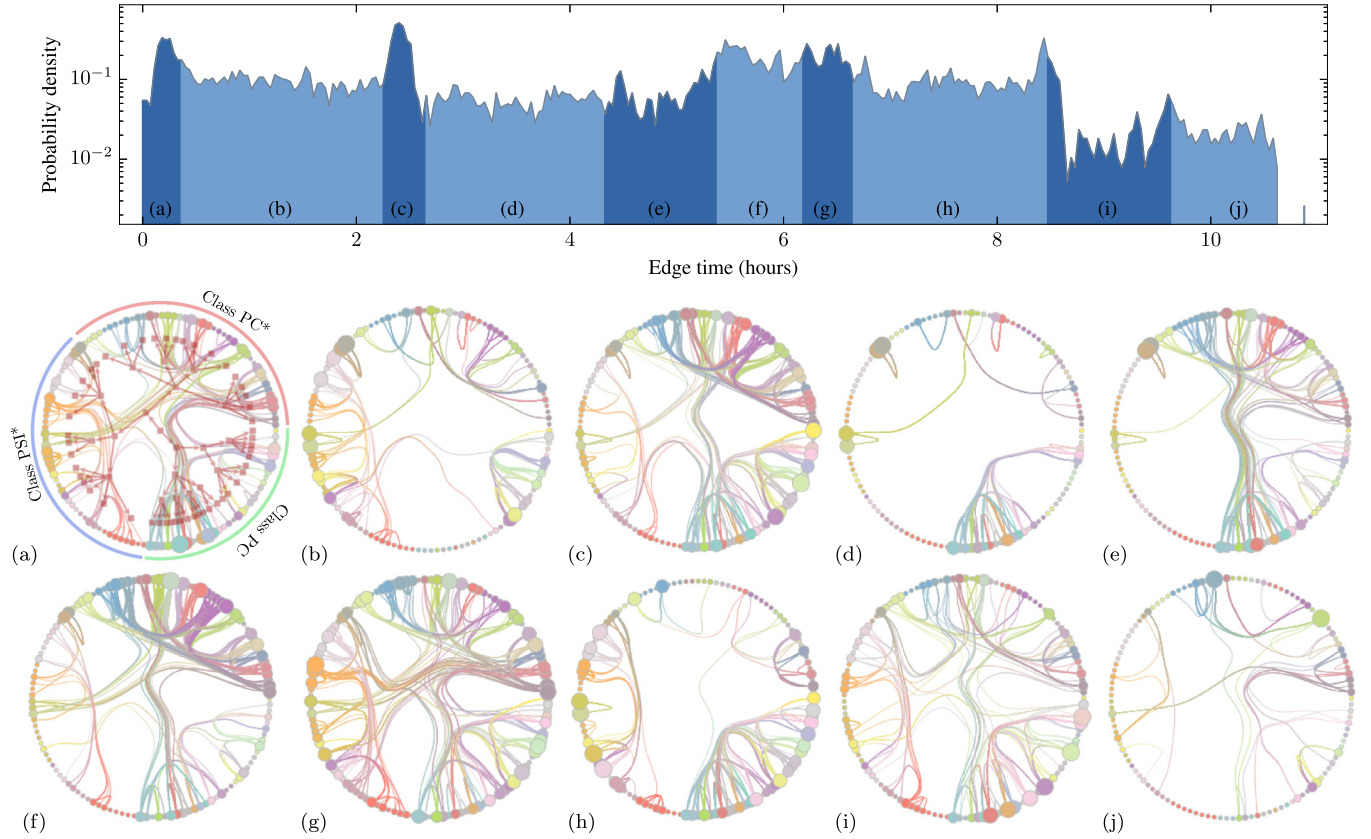 Probability density
10⁻¹
10⁻²
(a) (b) (c) (d) (e) (f) (g) (h) (i) (j)
0 2 4 6 8 10
Edge time (hours)
Class PC*
Class PSI*
Class PC
(a) (b) (c) (d) (e)
(f) (g) (h) (i) (j)